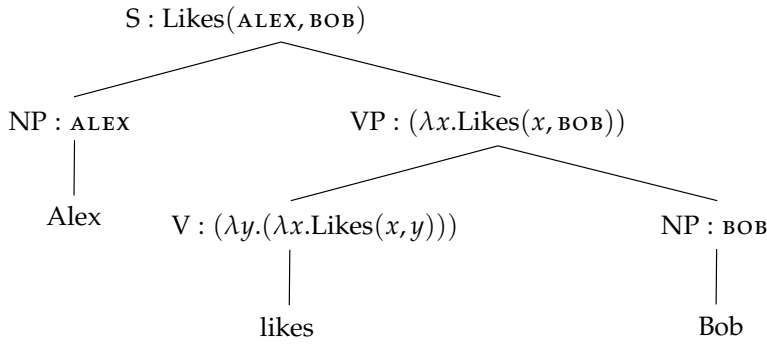 S : Likes(ALEX, BOB)
NP : ALEX VP : (λx.Likes(x, BOB))
Alex V : (λy.(λx.Likes(x, y))) NP : BOB
likes Bob